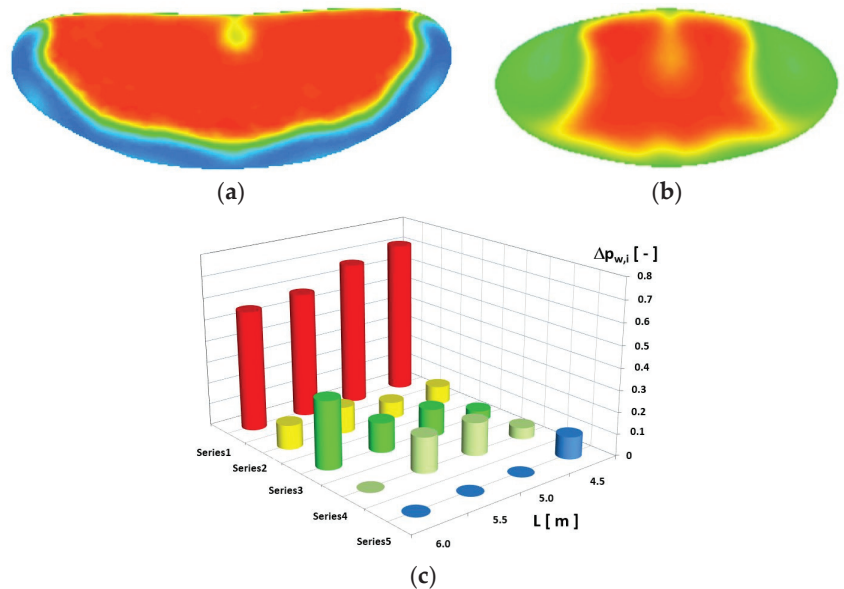 (a)
(b)
Δp w,i [ - ]
0.8
0.7
0.6
0.5
0.4
0.3
0.2
0.1
0
Series1
Series2
Series3
Series4
Series5
4.5
5.0
5.5
6.0
L [ m ]
(c)